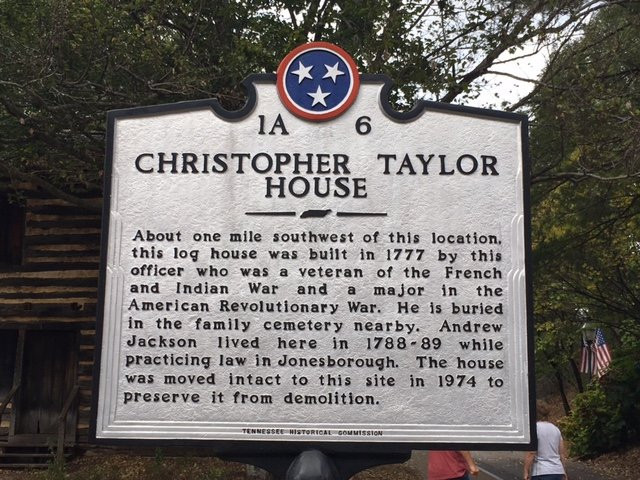 1A 6
CHRISTOPHER TAYLOR
HOUSE
About one mile southwest of this location,
this log house was built in 1777 by this
officer who was a veteran of the French
and Indian War and a major in the
American Revolutionary War. He is buried
in the family cemetery nearby. Andrew
Jackson lived here in 1788-89 while
practicing law in Jonesborough. The house
was moved intact to this site in 1974 to
preserve it from demolition.
TENNESSEE HISTORICAL COMMISSION